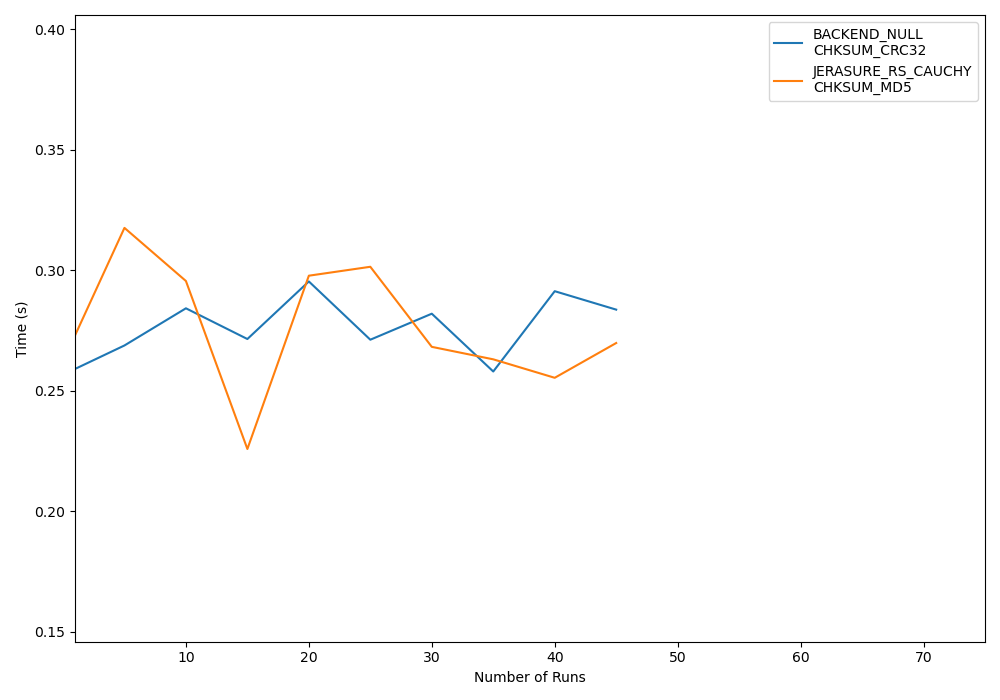 0.40
0.35
0.30
0.25
0.20
0.15
Time (s)
10 20 30 40 50 60 70
Number of Runs
BACKEND_NULL
CHKSUM_CRC32
JERASURE_RS_CAUCHY
CHKSUM_MD5